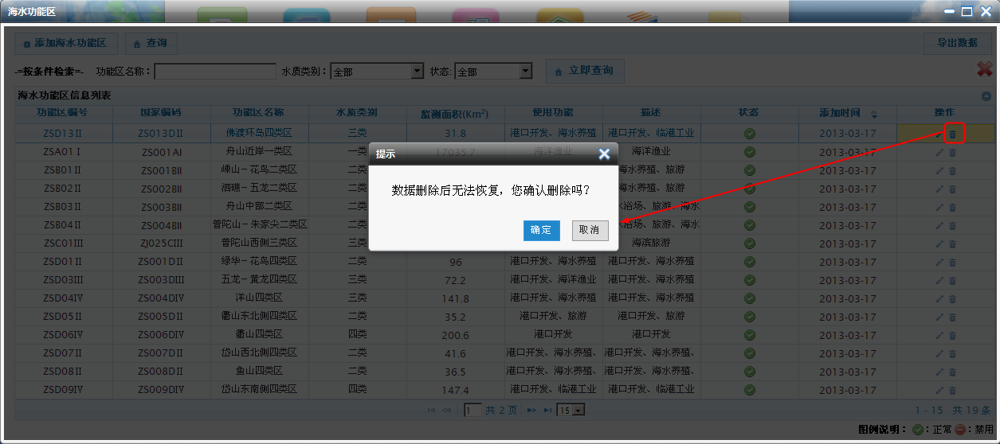 海水功能区
添加海水功能区 查询 导出数据
-=按条件检索=- 功能区名称： 水质类别： 全部 状态: 全部 立即查询
海水功能区信息列表
功能区编号 国家编码 功能区名称 水质类别 监测面积(Km²) 使用功能 描述 状态 添加时间 操作
ZSD13Ⅱ ZS013DⅡ 佛渡环岛四类区 三类 31.8 港口开发、海水养殖 港口开发、临港工业 2013-03-17
ZSA01Ⅰ ZS001AⅠ 舟山近岸一类区 一类 17035.7 海洋渔业 海洋渔业 2013-03-17
ZSB01Ⅱ ZS001BⅡ 嵊山－花鸟二类区 二类 海水养殖、旅游 2013-03-17
ZSB02Ⅱ ZS002BⅡ 泗礁－五龙二类区 二类 海水养殖、旅游 2013-03-17
ZSB03Ⅱ ZS003BⅡ 舟山中部二类区 二类 水浴场、旅游、海水 2013-03-17
ZSB04Ⅱ ZS004BⅡ 普陀山－朱家尖二类区 二类 水浴场、旅游、海水 2013-03-17
ZSC01Ⅲ ZJ025CⅢ 普陀山西侧三类区 三类 海滨旅游 2013-03-17
ZSD01Ⅱ ZS001DⅡ 绿华－花鸟四类区 二类 96 港口开发、海水养殖 港口开发、海水养殖 2013-03-17
ZSD03Ⅲ ZS003DⅢ 五龙－黄龙四类区 三类 72.2 港口开发、海洋渔业 港口开发、海水养殖 2013-03-17
ZSD04Ⅳ ZS004DⅣ 洋山四类区 三类 141.8 港口开发、海水养殖 港口开发、海水养殖 2013-03-17
ZSD05Ⅱ ZS005DⅡ 衢山东北侧四类区 二类 35.2 港口开发、旅游 港口开发、旅游 2013-03-17
ZSD06Ⅳ ZS006DⅣ 衢山四类区 四类 200.6 港口开发 港口开发 2013-03-17
ZSD07Ⅱ ZS007DⅡ 岱山西北侧四类区 二类 41.6 港口开发、海水养殖、 港口开发、海水养殖、 2013-03-17
ZSD08Ⅱ ZS008DⅡ 鱼山四类区 二类 36.5 港口开发、海水养殖、 港口开发、海水养殖、 2013-03-17
ZSD09Ⅳ ZS009DⅣ 岱山东南侧四类区 四类 147.4 港口开发、临港工业 港口开发、临港工业 2013-03-17
1 共 2 页 15 1 - 15 共 19 条
图例说明： ：正常 ：禁用
提示
数据删除后无法恢复，您确认删除吗？
确定 取消